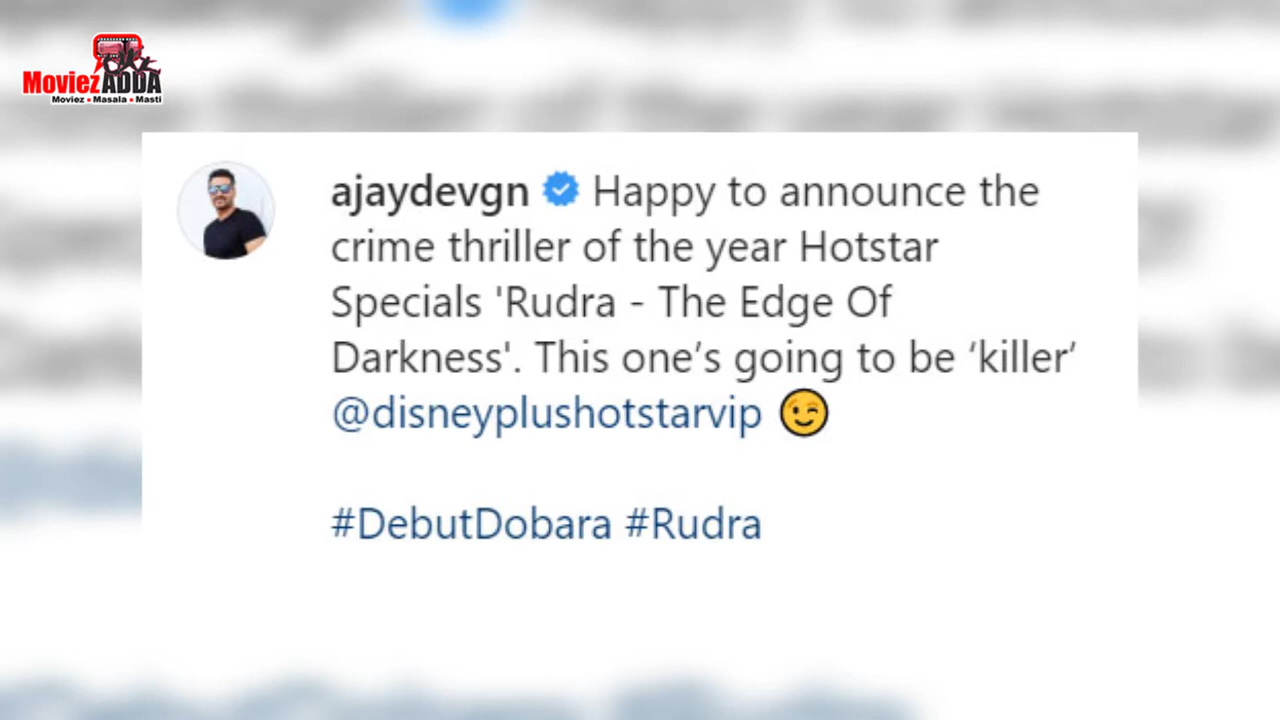 MoviezADDA
Moviez • Masala • Masti
ajaydevgn Happy to announce the
crime thriller of the year Hotstar
Specials 'Rudra - The Edge Of
Darkness'. This one’s going to be ‘killer’
@disneyplushotstarvip 😉
#DebutDobara #Rudra